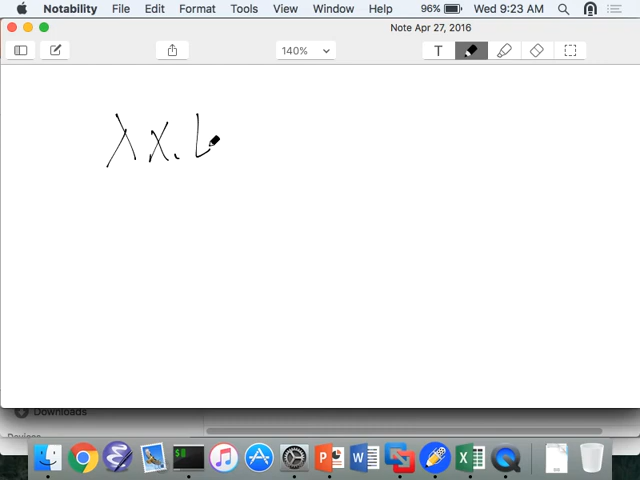 Notability File Edit Format Tools View Window Help 96% Wed 9:23 AM
Note Apr 27, 2016
140% T
λx.
Downloads